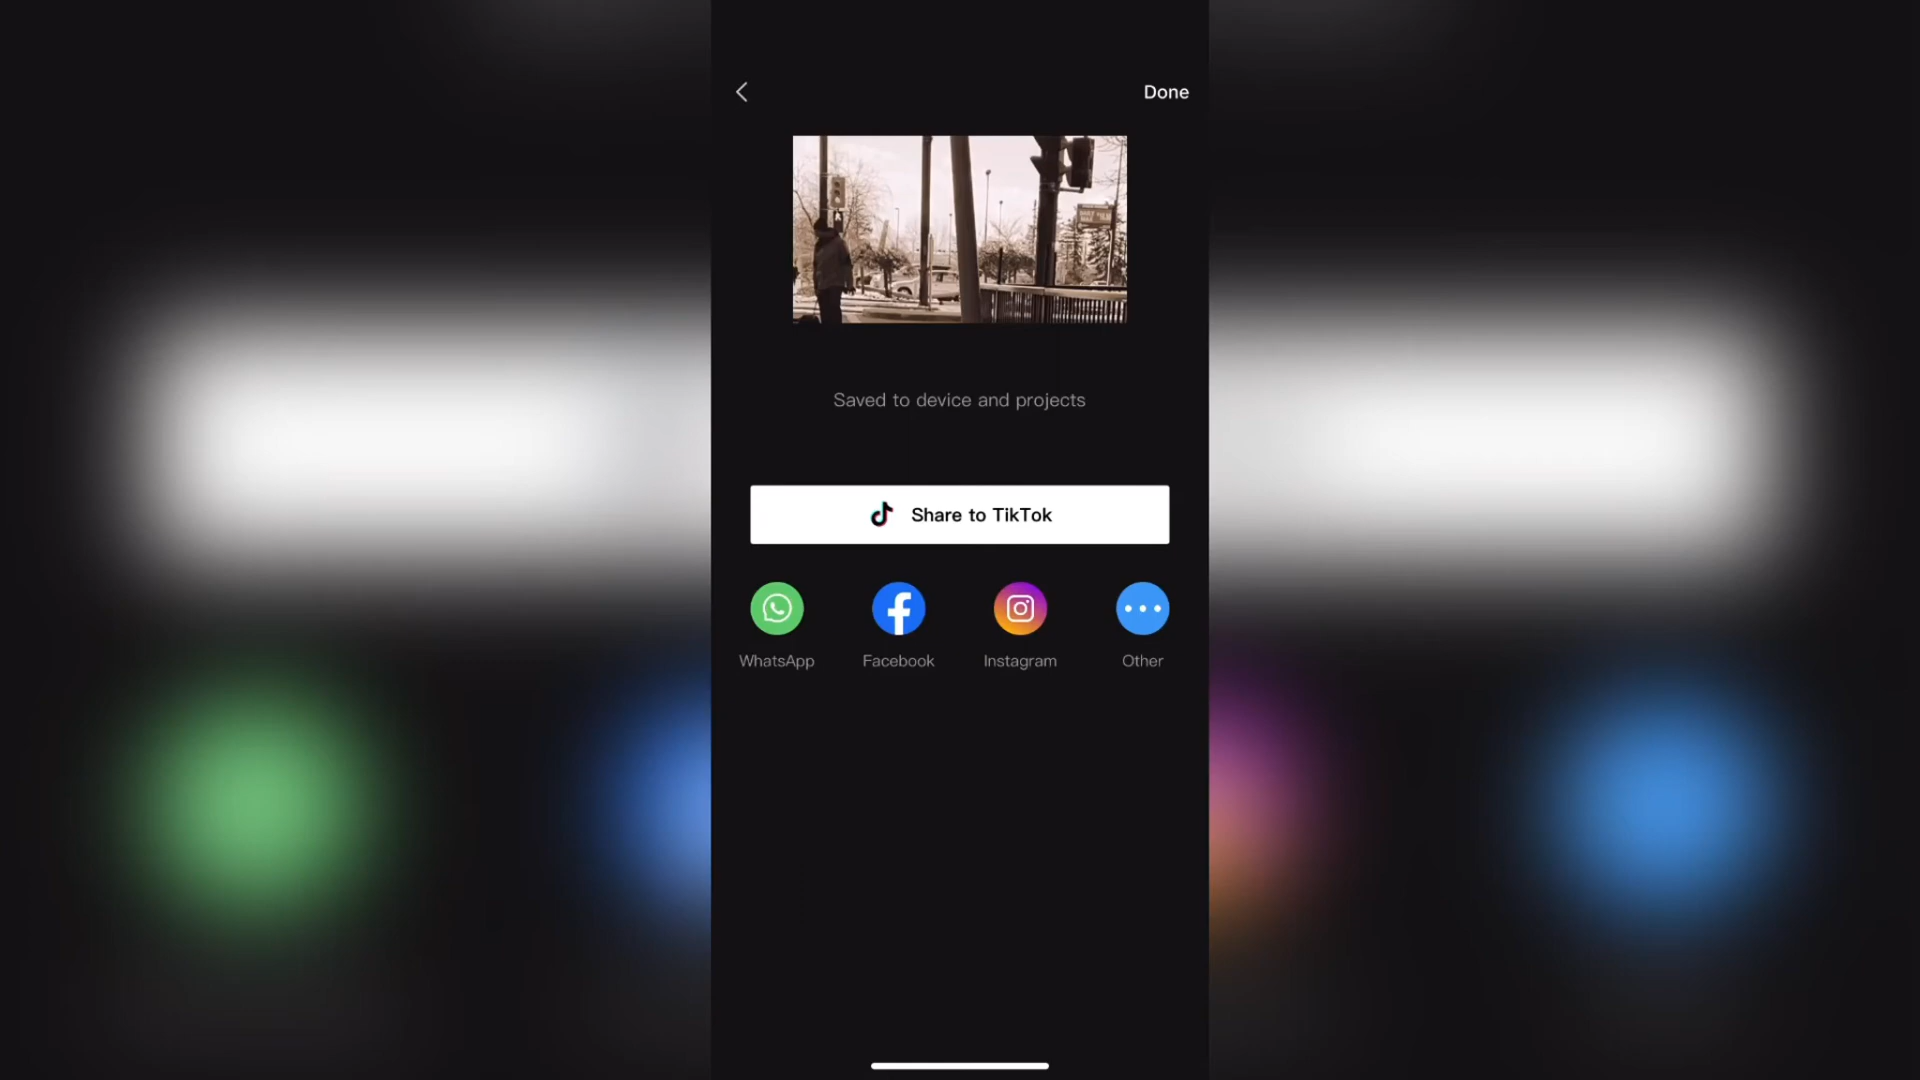 Done
Saved to device and projects
Share to TikTok
WhatsApp Facebook Instagram Other